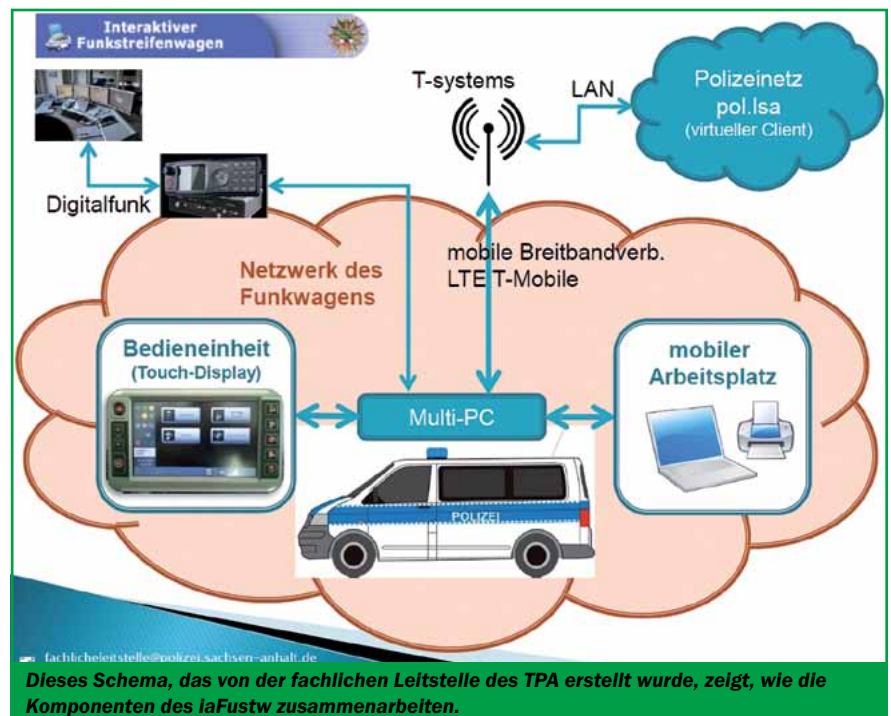 Interaktiver
Funkstreifenwagen
T-systems
LAN
Polizeinetz
pol.lsa
(virtueller Client)
Digitalfunk
Netzwerk des
Funkwagens
mobile Breitbandverb.
LTE T-Mobile
Bedieneinheit
(Touch-Display)
Multi-PC
mobiler
Arbeitsplatz
POLIZEI
fachlicheleitstelle@polizei.sachsen-anhalt.de
Dieses Schema, das von der fachlichen Leitstelle des TPA erstellt wurde, zeigt, wie die
Komponenten des iaFustw zusammenarbeiten.